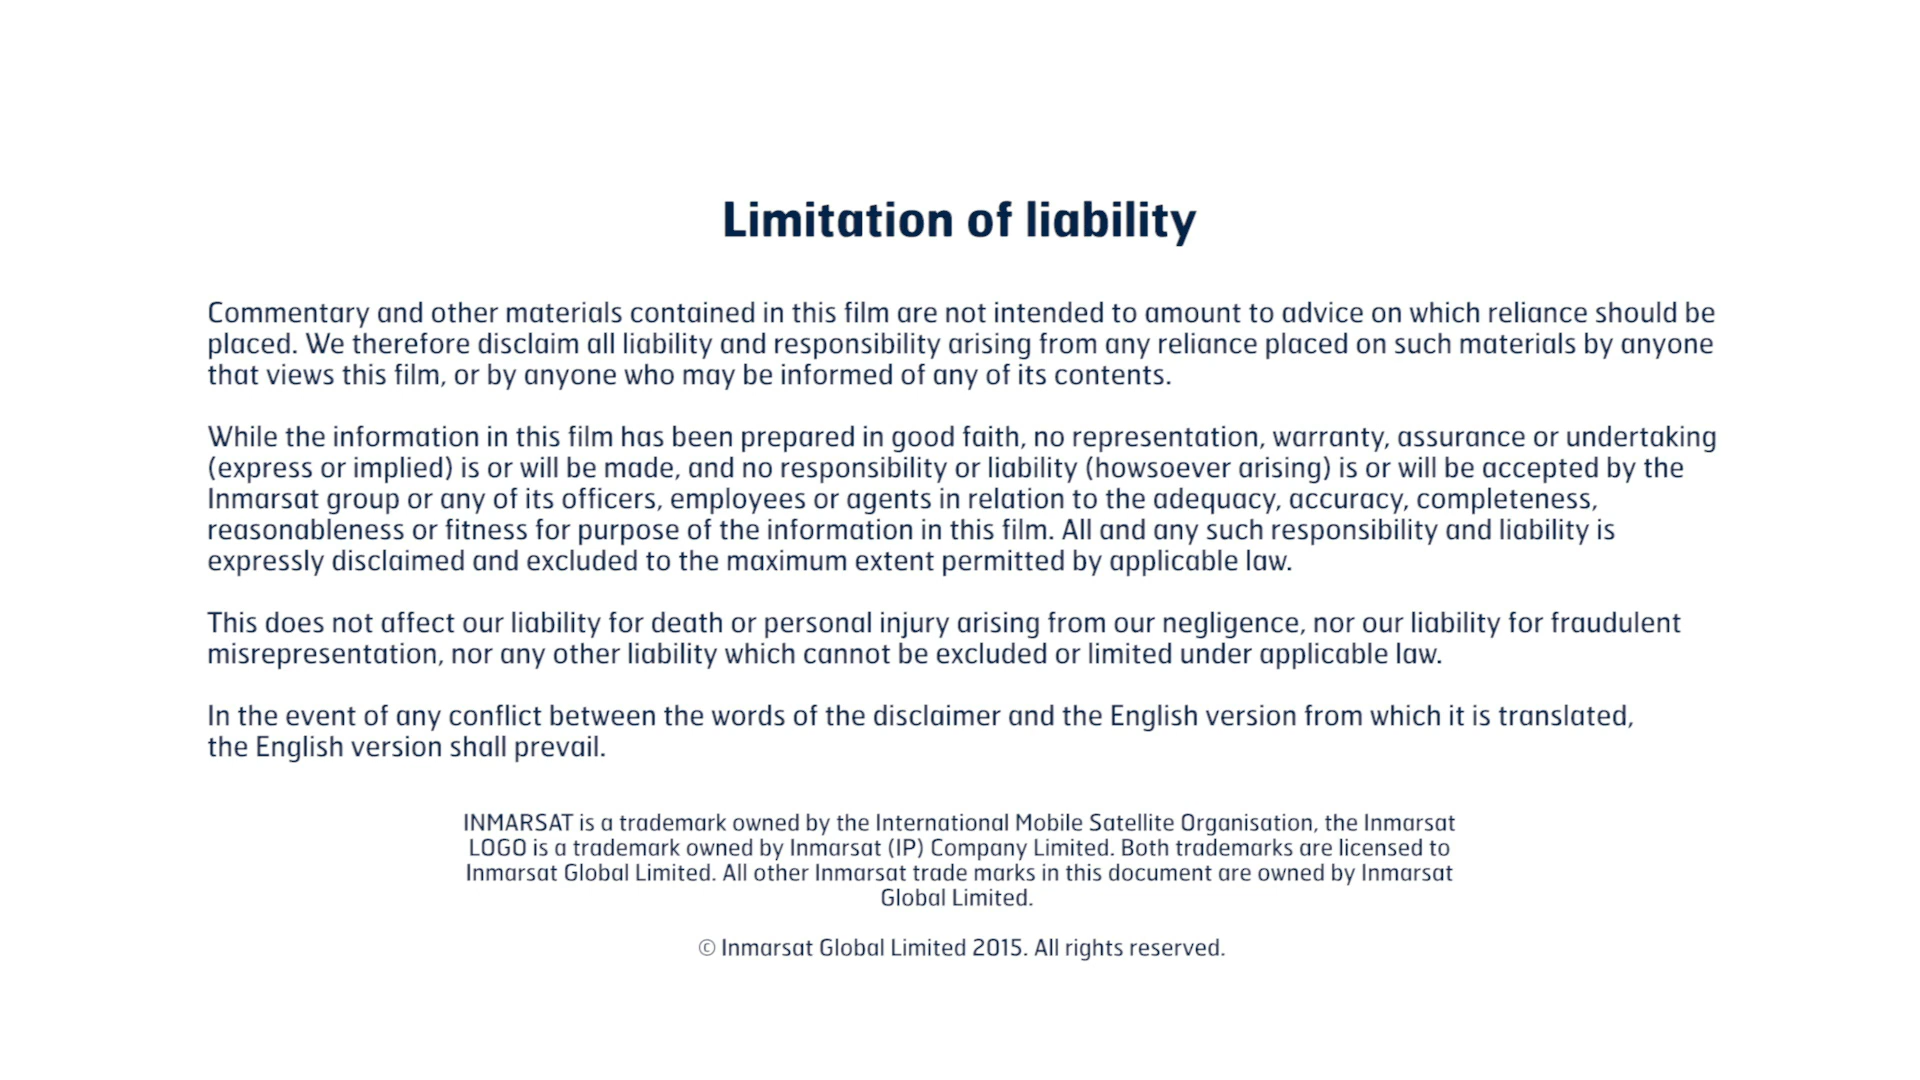 Limitation of liability
Commentary and other materials contained in this film are not intended to amount to advice on which reliance should be
placed. We therefore disclaim all liability and responsibility arising from any reliance placed on such materials by anyone
that views this film, or by anyone who may be informed of any of its contents.
While the information in this film has been prepared in good faith, no representation, warranty, assurance or undertaking
(express or implied) is or will be made, and no responsibility or liability (howsoever arising) is or will be accepted by the
Inmarsat group or any of its officers, employees or agents in relation to the adequacy, accuracy, completeness,
reasonableness or fitness for purpose of the information in this film. All and any such responsibility and liability is
expressly disclaimed and excluded to the maximum extent permitted by applicable law.
This does not affect our liability for death or personal injury arising from our negligence, nor our liability for fraudulent
misrepresentation, nor any other liability which cannot be excluded or limited under applicable law.
In the event of any conflict between the words of the disclaimer and the English version from which it is translated,
the English version shall prevail.
INMARSAT is a trademark owned by the International Mobile Satellite Organisation, the Inmarsat
LOGO is a trademark owned by Inmarsat (IP) Company Limited. Both trademarks are licensed to
Inmarsat Global Limited. All other Inmarsat trade marks in this document are owned by Inmarsat
Global Limited.
© Inmarsat Global Limited 2015. All rights reserved.